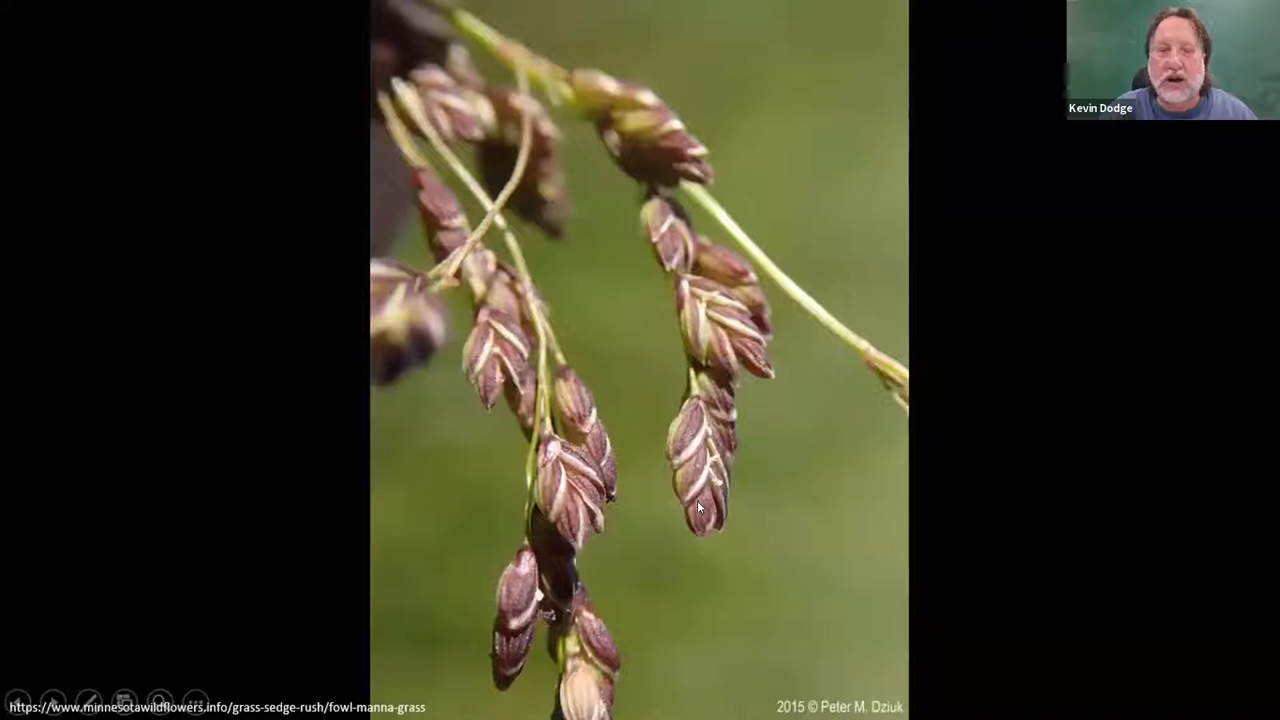 Kevin Dodge
https://www.minnesotawildflowers.info/grass-sedge-rush/fowl-manna-grass
2015 © Peter M. Dziuk